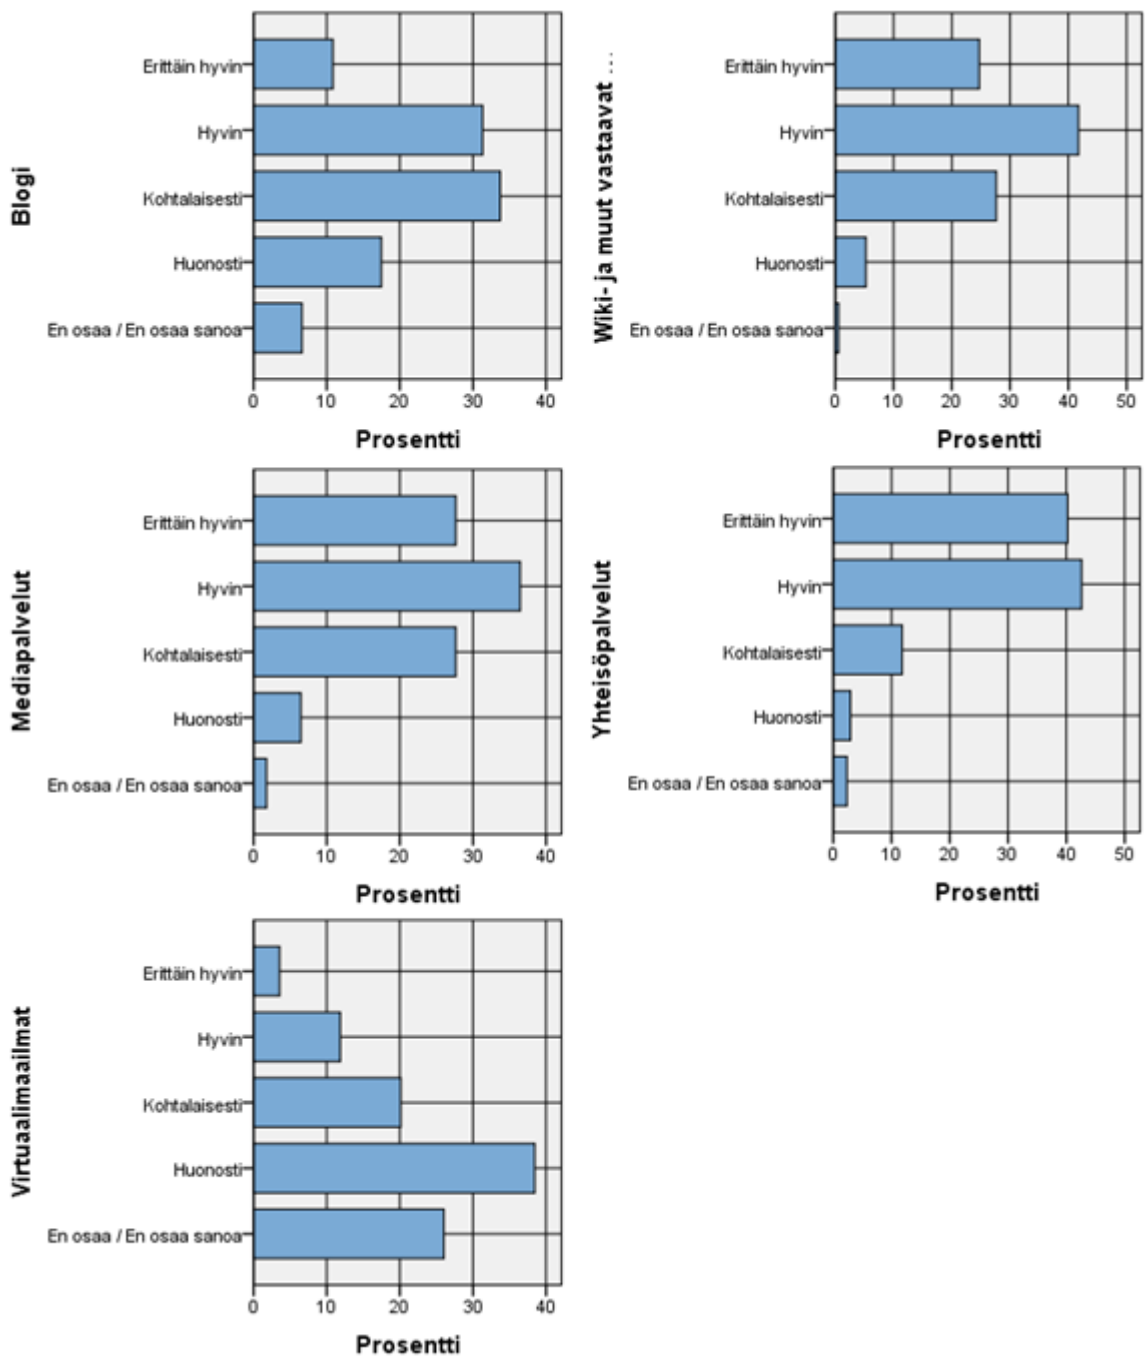 Blogi
Erittäin hyvin
Hyvin
Kohtalaisesti
Huonosti
En osaa / En osaa sanoa
0 10 20 30 40
Prosentti
Wiki- ja muut vastaavat ...
Erittäin hyvin
Hyvin
Kohtalaisesti
Huonosti
En osaa / En osaa sanoa
0 10 20 30 40 50
Prosentti
Mediapalvelut
Erittäin hyvin
Hyvin
Kohtalaisesti
Huonosti
En osaa / En osaa sanoa
0 10 20 30 40
Prosentti
Yhteisöpalvelut
Erittäin hyvin
Hyvin
Kohtalaisesti
Huonosti
En osaa / En osaa sanoa
0 10 20 30 40 50
Prosentti
Virtuaalimaailmat
Erittäin hyvin
Hyvin
Kohtalaisesti
Huonosti
En osaa / En osaa sanoa
0 10 20 30 40
Prosentti